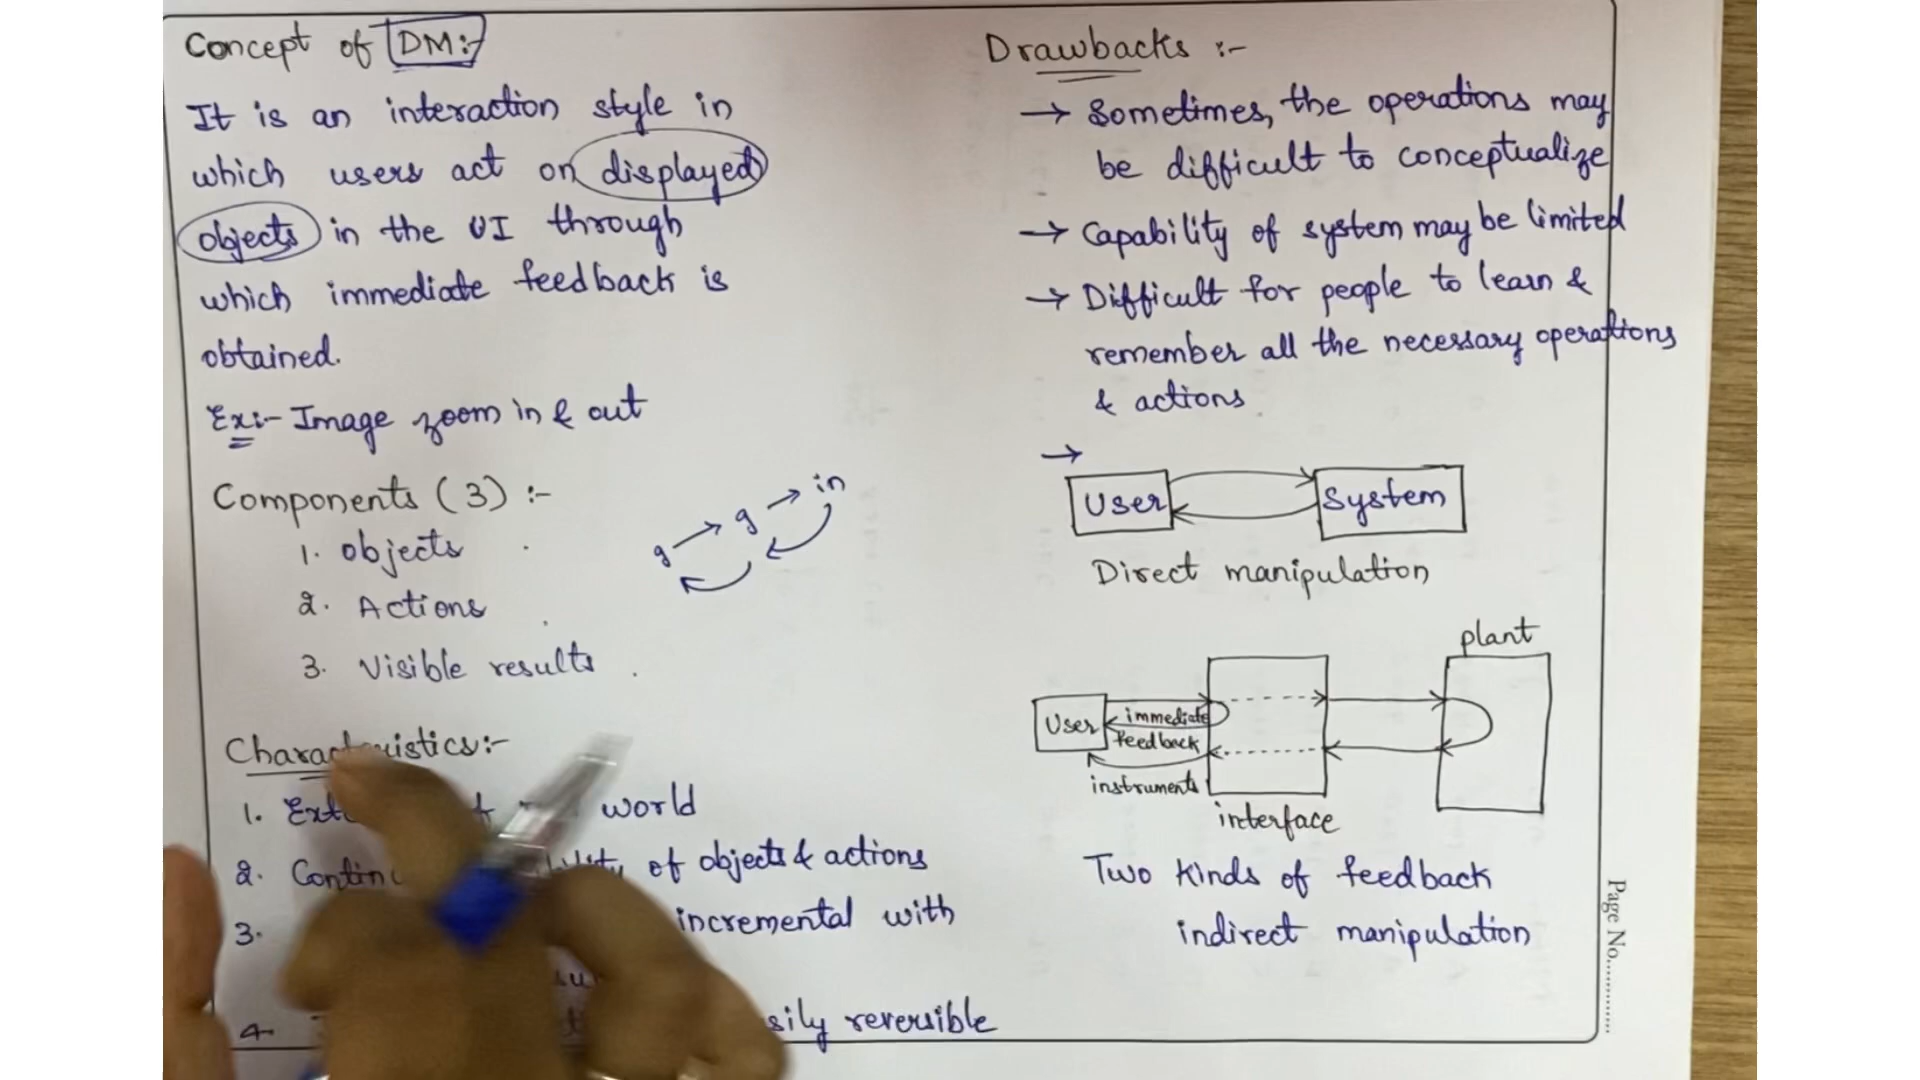 Concept of DM:-
It is an interaction style in
which users act on displayed
objects in the UI through
which immediate feedback is
obtained.
Ex:- Image zoom in & out
Components (3) :-
1. Objects
2. Actions
3. Visible results
g → g → in
Characteristics:-
1. world
2. of objects & actions
3. incremental with
4. reversible
Drawbacks :-
→ Sometimes, the operations may
be difficult to conceptualize
→ Capability of system may be limited
→ Difficult for people to learn &
remember all the necessary operations
& actions
→
User System
Direct manipulation
plant
User immediate
feedback
instruments
interface
Two kinds of feedback
indirect manipulation
Page No..............